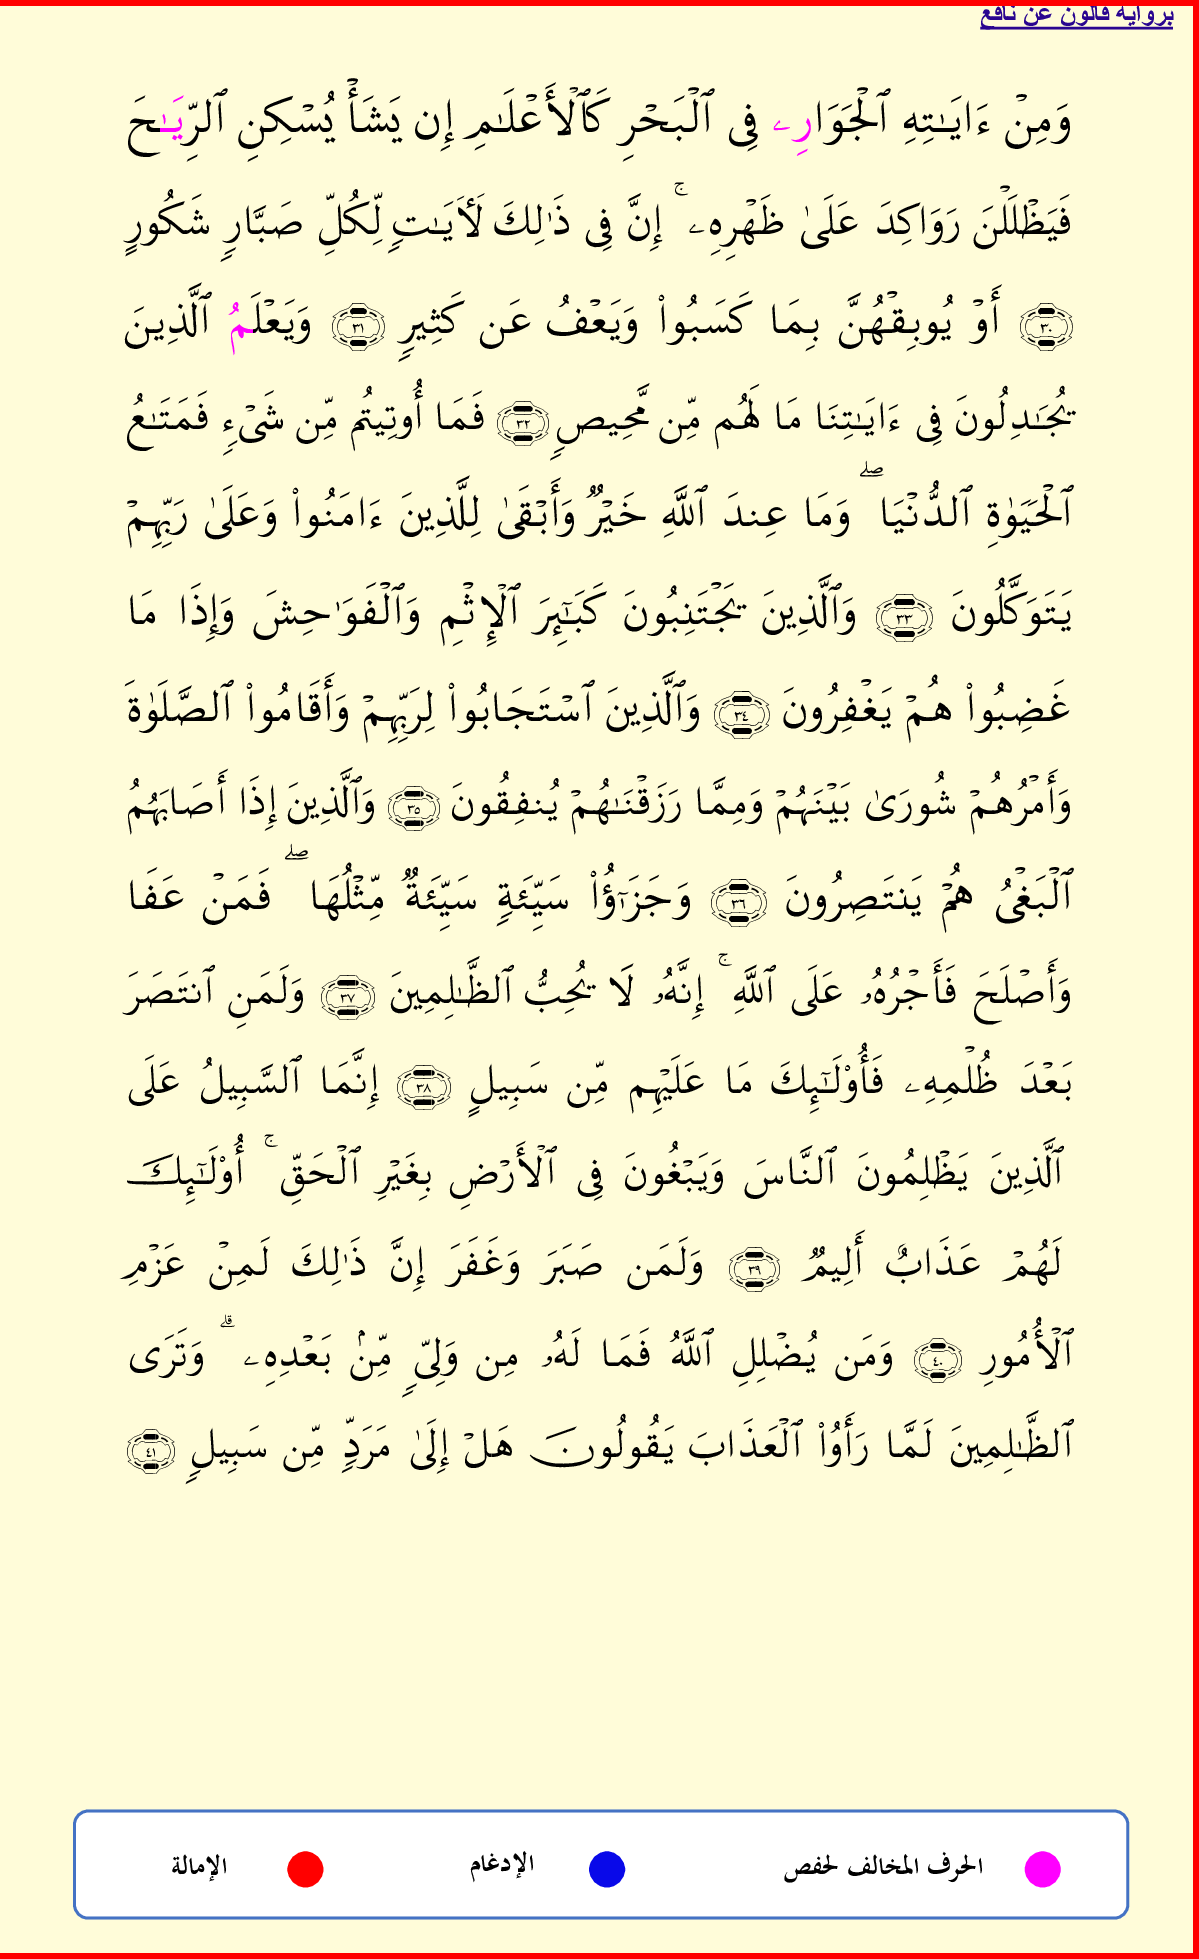 برواية قالون عن نافع
وَمِنْ ءَايَـٰتِهِ ٱلْجَوَارِۦ فِى ٱلْبَحْرِ كَٱلْأَعْلَـٰمِ إِن يَشَأْ يُسْكِنِ ٱلرِّيَـٰحَ
فَيَظْلَلْنَ رَوَاكِدَ عَلَىٰ ظَهْرِهِۦ ۚ إِنَّ فِى ذَٰلِكَ لَأَيَـٰتٍ لِّكُلِّ صَبَّارٍ شَكُورٍ
٣٠ أَوْ يُوبِقْهُنَّ بِمَا كَسَبُوا۟ وَيَعْفُ عَن كَثِيرٍ ٣١ وَيَعْلَمُ ٱلَّذِينَ
يُجَـٰدِلُونَ فِى ءَايَـٰتِنَا مَا لَهُم مِّن مَّحِيصٍ ٣٢ فَمَا أُوتِيتُم مِّن شَىْءٍ فَمَتَـٰعُ
ٱلْحَيَوٰةِ ٱلدُّنْيَا ۖ وَمَا عِندَ ٱللَّهِ خَيْرٌ وَأَبْقَىٰ لِلَّذِينَ ءَامَنُوا۟ وَعَلَىٰ رَبِّهِمْ
يَتَوَكَّلُونَ ٣٣ وَٱلَّذِينَ يَجْتَنِبُونَ كَبَـٰٓئِرَ ٱلْإِثْمِ وَٱلْفَوَٰحِشَ وَإِذَا مَا
غَضِبُوا۟ هُمْ يَغْفِرُونَ ٣٤ وَٱلَّذِينَ ٱسْتَجَابُوا۟ لِرَبِّهِمْ وَأَقَامُوا۟ ٱلصَّلَوٰةَ
وَأَمْرُهُمْ شُورَىٰ بَيْنَهُمْ وَمِمَّا رَزَقْنَـٰهُمْ يُنفِقُونَ ٣٥ وَٱلَّذِينَ إِذَا أَصَابَهُمُ
ٱلْبَغْىُ هُمْ يَنتَصِرُونَ ٣٦ وَجَزَٰٓؤُا۟ سَيِّئَةٍ سَيِّئَةٌ مِّثْلُهَا ۖ فَمَنْ عَفَا
وَأَصْلَحَ فَأَجْرُهُۥ عَلَى ٱللَّهِ ۚ إِنَّهُۥ لَا يُحِبُّ ٱلظَّـٰلِمِينَ ٣٧ وَلَمَنِ ٱنتَصَرَ
بَعْدَ ظُلْمِهِۦ فَأُو۟لَـٰٓئِكَ مَا عَلَيْهِم مِّن سَبِيلٍ ٣٨ إِنَّمَا ٱلسَّبِيلُ عَلَى
ٱلَّذِينَ يَظْلِمُونَ ٱلنَّاسَ وَيَبْغُونَ فِى ٱلْأَرْضِ بِغَيْرِ ٱلْحَقِّ ۚ أُو۟لَـٰٓئِكَ
لَهُمْ عَذَابٌ أَلِيمٌ ٣٩ وَلَمَن صَبَرَ وَغَفَرَ إِنَّ ذَٰلِكَ لَمِنْ عَزْمِ
ٱلْأُمُورِ ٤٠ وَمَن يُضْلِلِ ٱللَّهُ فَمَا لَهُۥ مِن وَلِىٍّ مِّنۢ بَعْدِهِۦ ۗ وَتَرَى
ٱلظَّـٰلِمِينَ لَمَّا رَأَوُا۟ ٱلْعَذَابَ يَقُولُونَ هَلْ إِلَىٰ مَرَدٍّ مِّن سَبِيلٍ ٤١
الحرف المخالف لحفص الإدغام الإمالة